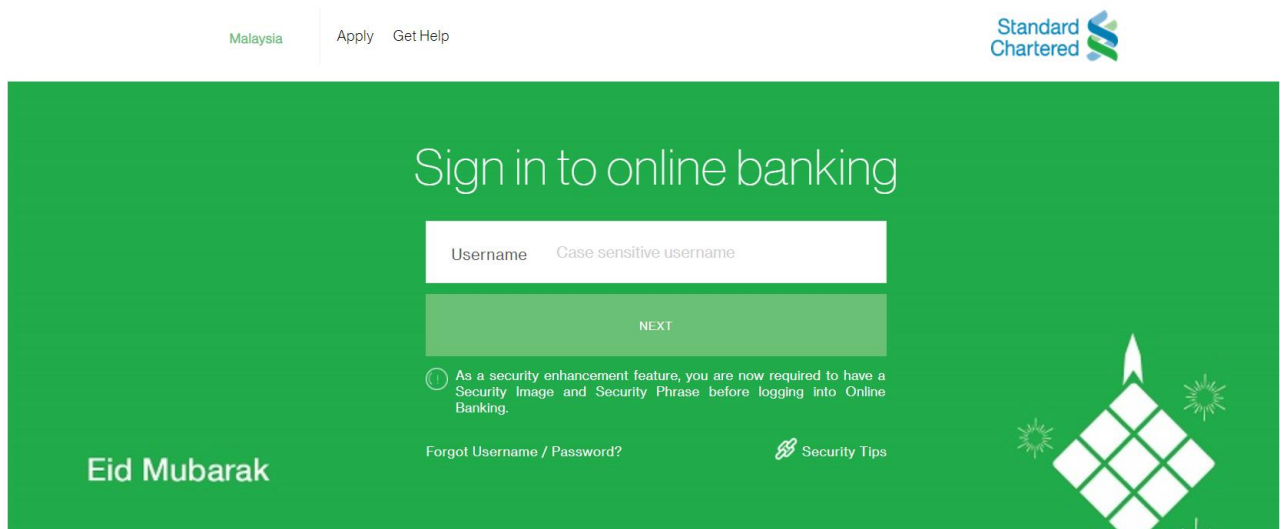 Malaysia
Apply
Get Help
Standard
Chartered
Sign in to online banking
Username
Case sensitive username
NEXT
As a security enhancement feature, you are now required to have a
Security Image and Security Phrase before logging into Online
Banking.
Forgot Username / Password?
Security Tips
Eid Mubarak